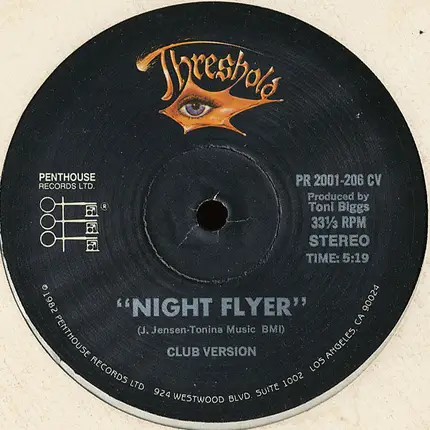 Threshold
PENTHOUSE
RECORDS LTD.
®
PR 2001-206 CV
Produced by
Toni Biggs
33⅓ RPM
STEREO
TIME: 5:19
"NIGHT FLYER"
(J. Jensen-Tonina Music BMI)
CLUB VERSION
©1982 PENTHOUSE RECORDS LTD 924 WESTWOOD BLVD. SUITE 1002 LOS ANGELES, CA 90024